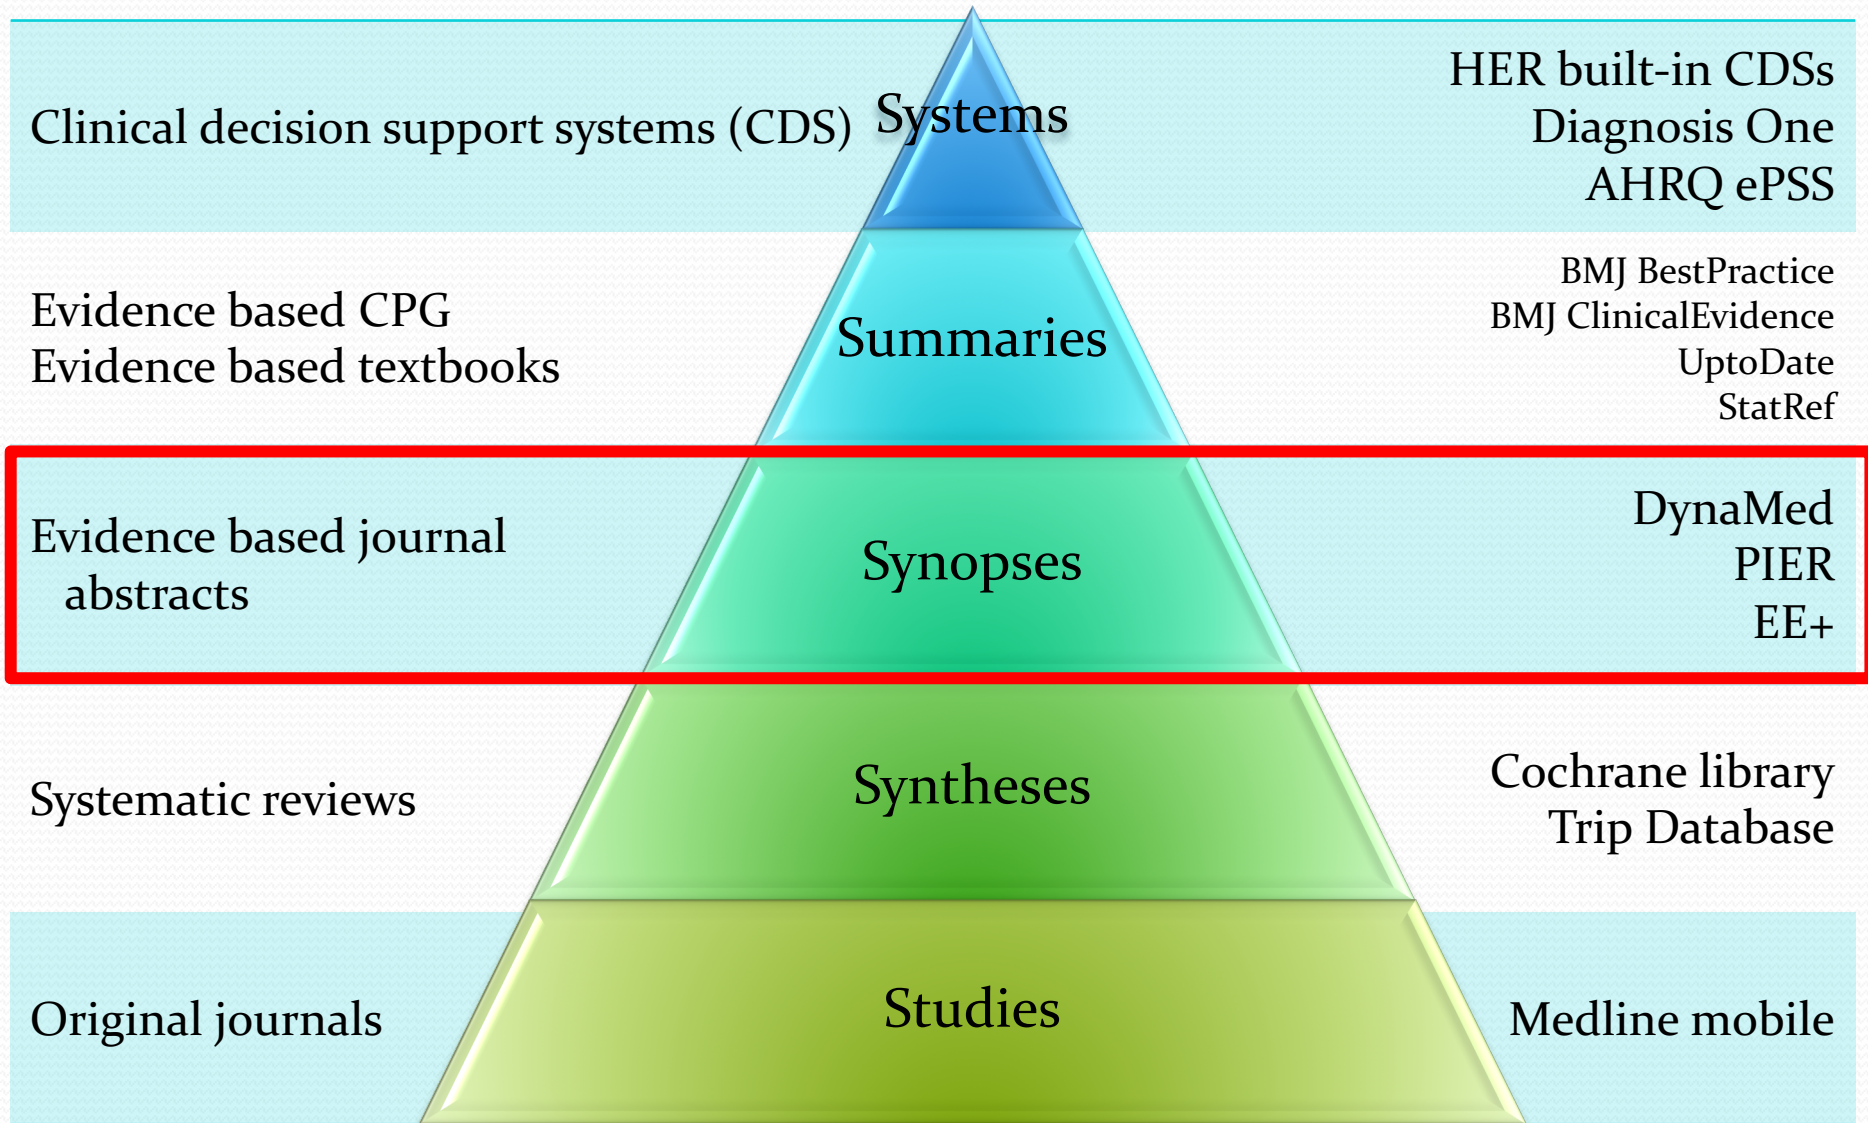 Clinical decision support systems (CDS)
Systems
HER built-in CDSs
Diagnosis One
AHRQ ePSS
Evidence based CPG
Evidence based textbooks
Summaries
BMJ BestPractice
BMJ ClinicalEvidence
UptoDate
StatRef
Evidence based journal
abstracts
Synopses
DynaMed
PIER
EE+
Systematic reviews
Syntheses
Cochrane library
Trip Database
Original journals
Studies
Medline mobile